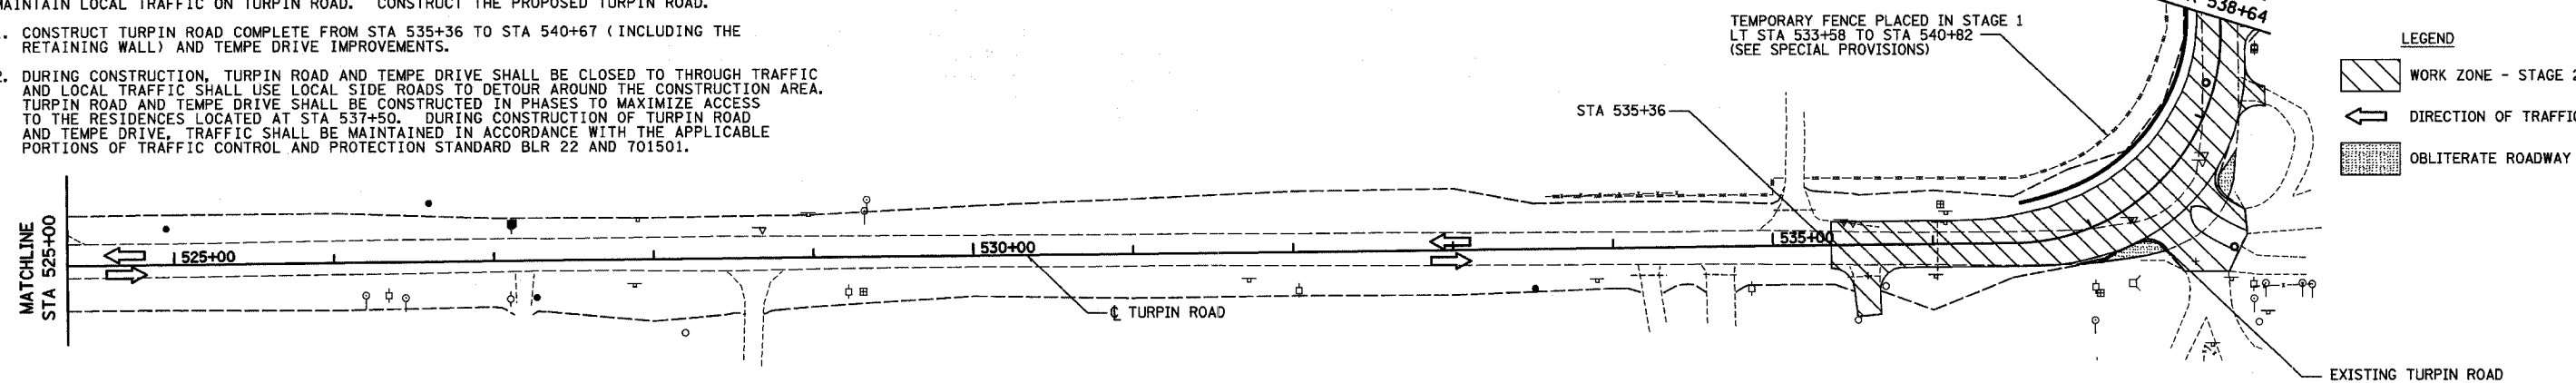 MAINTAIN LOCAL TRAFFIC ON TURPIN ROAD. CONSTRUCT THE PROPOSED TURPIN ROAD.
. CONSTRUCT TURPIN ROAD COMPLETE FROM STA 535+36 TO STA 540+67 (INCLUDING THE
RETAINING WALL) AND TEMPE DRIVE IMPROVEMENTS.
2. DURING CONSTRUCTION, TURPIN ROAD AND TEMPE DRIVE SHALL BE CLOSED TO THROUGH TRAFFIC
AND LOCAL TRAFFIC SHALL USE LOCAL SIDE ROADS TO DETOUR AROUND THE CONSTRUCTION AREA.
TURPIN ROAD AND TEMPE DRIVE SHALL BE CONSTRUCTED IN PHASES TO MAXIMIZE ACCESS
TO THE RESIDENCES LOCATED AT STA 537+50. DURING CONSTRUCTION OF TURPIN ROAD
AND TEMPE DRIVE, TRAFFIC SHALL BE MAINTAINED IN ACCORDANCE WITH THE APPLICABLE
PORTIONS OF TRAFFIC CONTROL AND PROTECTION STANDARD BLR 22 AND 701501.
TEMPORARY FENCE PLACED IN STAGE 1
LT STA 533+58 TO STA 540+82
(SEE SPECIAL PROVISIONS)
538+64
LEGEND
WORK ZONE - STAGE 2
DIRECTION OF TRAFFIC
OBLITERATE ROADWAY
STA 535+36
MATCHLINE
STA 525+00
525+00
530+00
535+00
℄ TURPIN ROAD
EXISTING TURPIN ROAD